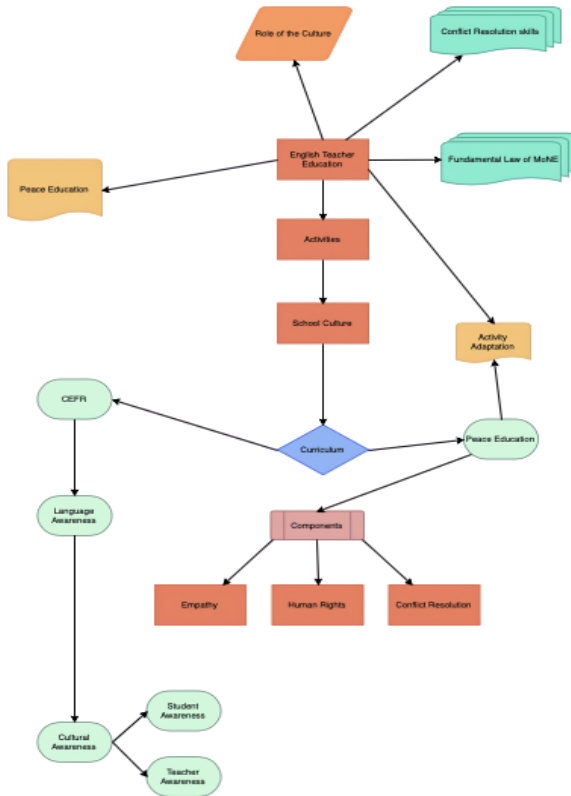 Role of the Culture
Conflict Resolution skills
English Teacher
Education
Fundamental Law of MoNE
Peace Education
Activities
School Culture
Activity
Adaptation
CEFR
Curriculum
Peace Education
Language
Awareness
Components
Empathy
Human Rights
Conflict Resolution
Student
Awareness
Cultural
Awareness
Teacher
Awareness